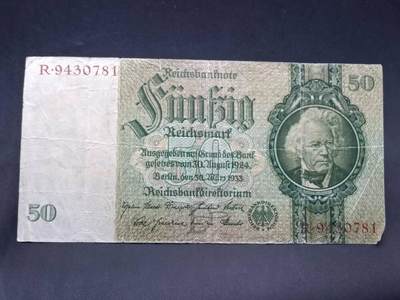 R·9430781
Reichsbanknote
50
Fünfzig
Reichsmark
Ausgegeben auf Grund des Bank
gesetzes vom 30. August 1924
Berlin, den 30. März 1933
Reichsbankdirektorium
50
R·9430781